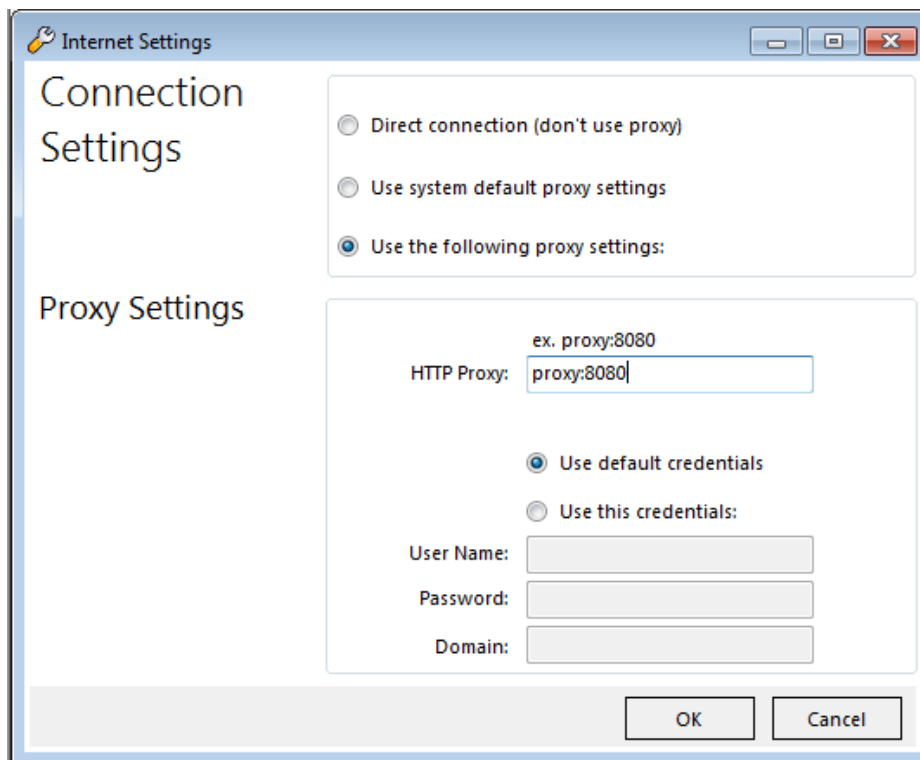 Internet Settings
Connection
Settings
Direct connection (don't use proxy)
Use system default proxy settings
Use the following proxy settings:
Proxy Settings
ex. proxy:8080
HTTP Proxy: proxy:8080
Use default credentials
Use this credentials:
User Name:
Password:
Domain:
OK Cancel